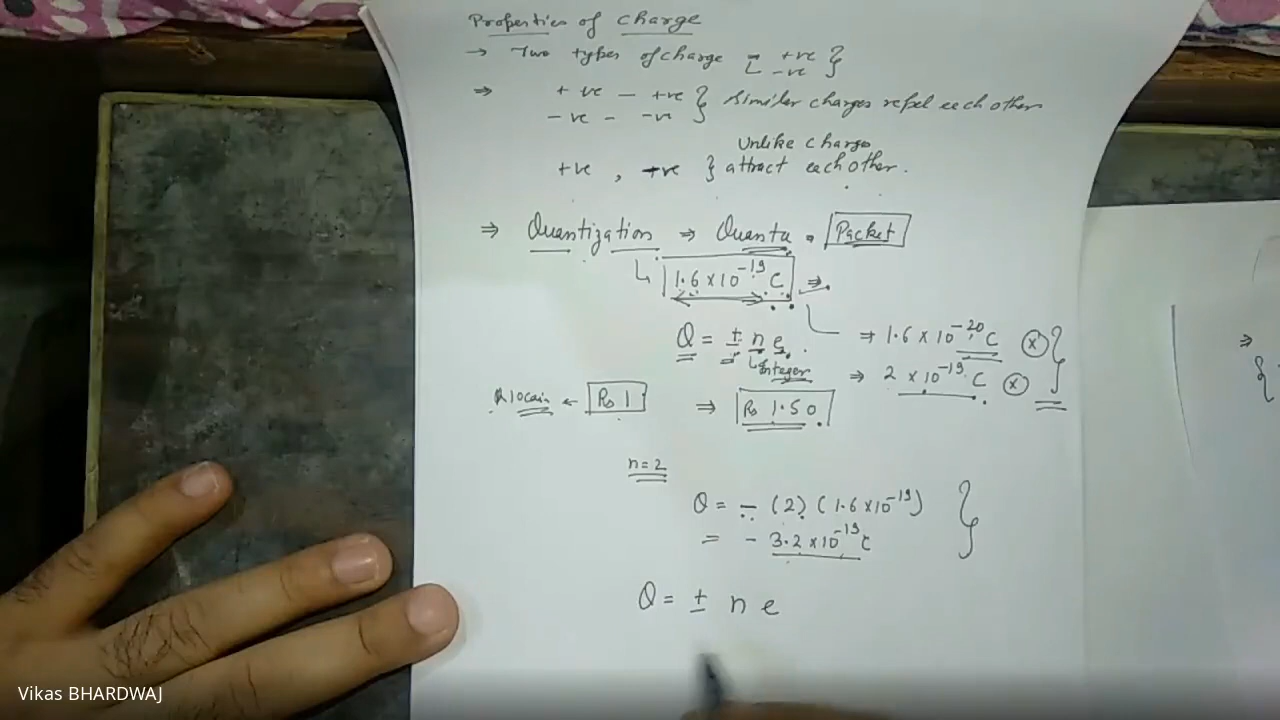 Properties of charge
→ Two types of charge [ +ve } -ve
⇒ +ve - +ve } Similer charges repel each other
-ve - -ve
Unlike charge
+ve , -ve } attract each other.
⇒ Quantization ⇒ Quanta = Packet
↳ 1.6 x 10⁻¹⁹ C ⇒
Q = ± n e. ⇒ 1.6 x 10⁻²⁰ C ⓧ }
↳ Integer ⇒ 2 x 10⁻¹⁹ C ⓧ
← Rs 1 ⇒ Rs 1.50
n = 2
Q = - (2) (1.6 x 10⁻¹⁹) }
= - 3.2 x 10⁻¹⁹ C
Q = ± n e
Vikas BHARDWAJ